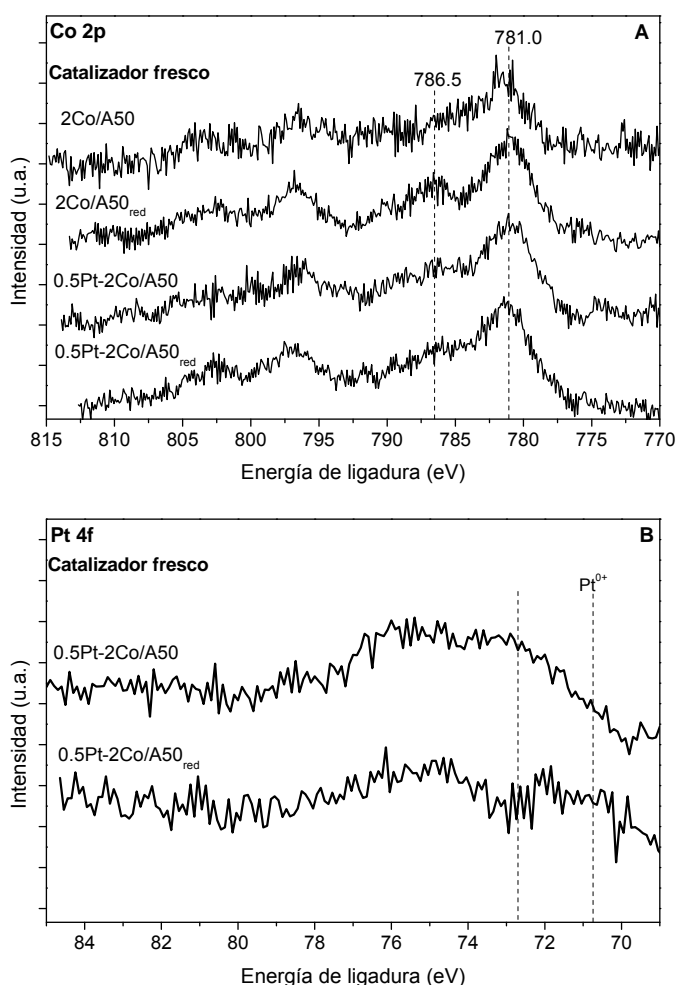 Co 2p
A
781.0
Catalizador fresco
786.5
2Co/A50
2Co/A50red
0.5Pt-2Co/A50
0.5Pt-2Co/A50red
Intensidad (u.a.)
815 810 805 800 795 790 785 780 775 770
Energía de ligadura (eV)
Pt 4f
B
Catalizador fresco
Pt0+
0.5Pt-2Co/A50
0.5Pt-2Co/A50red
Intensidad (u.a.)
84 82 80 78 76 74 72 70
Energía de ligadura (eV)